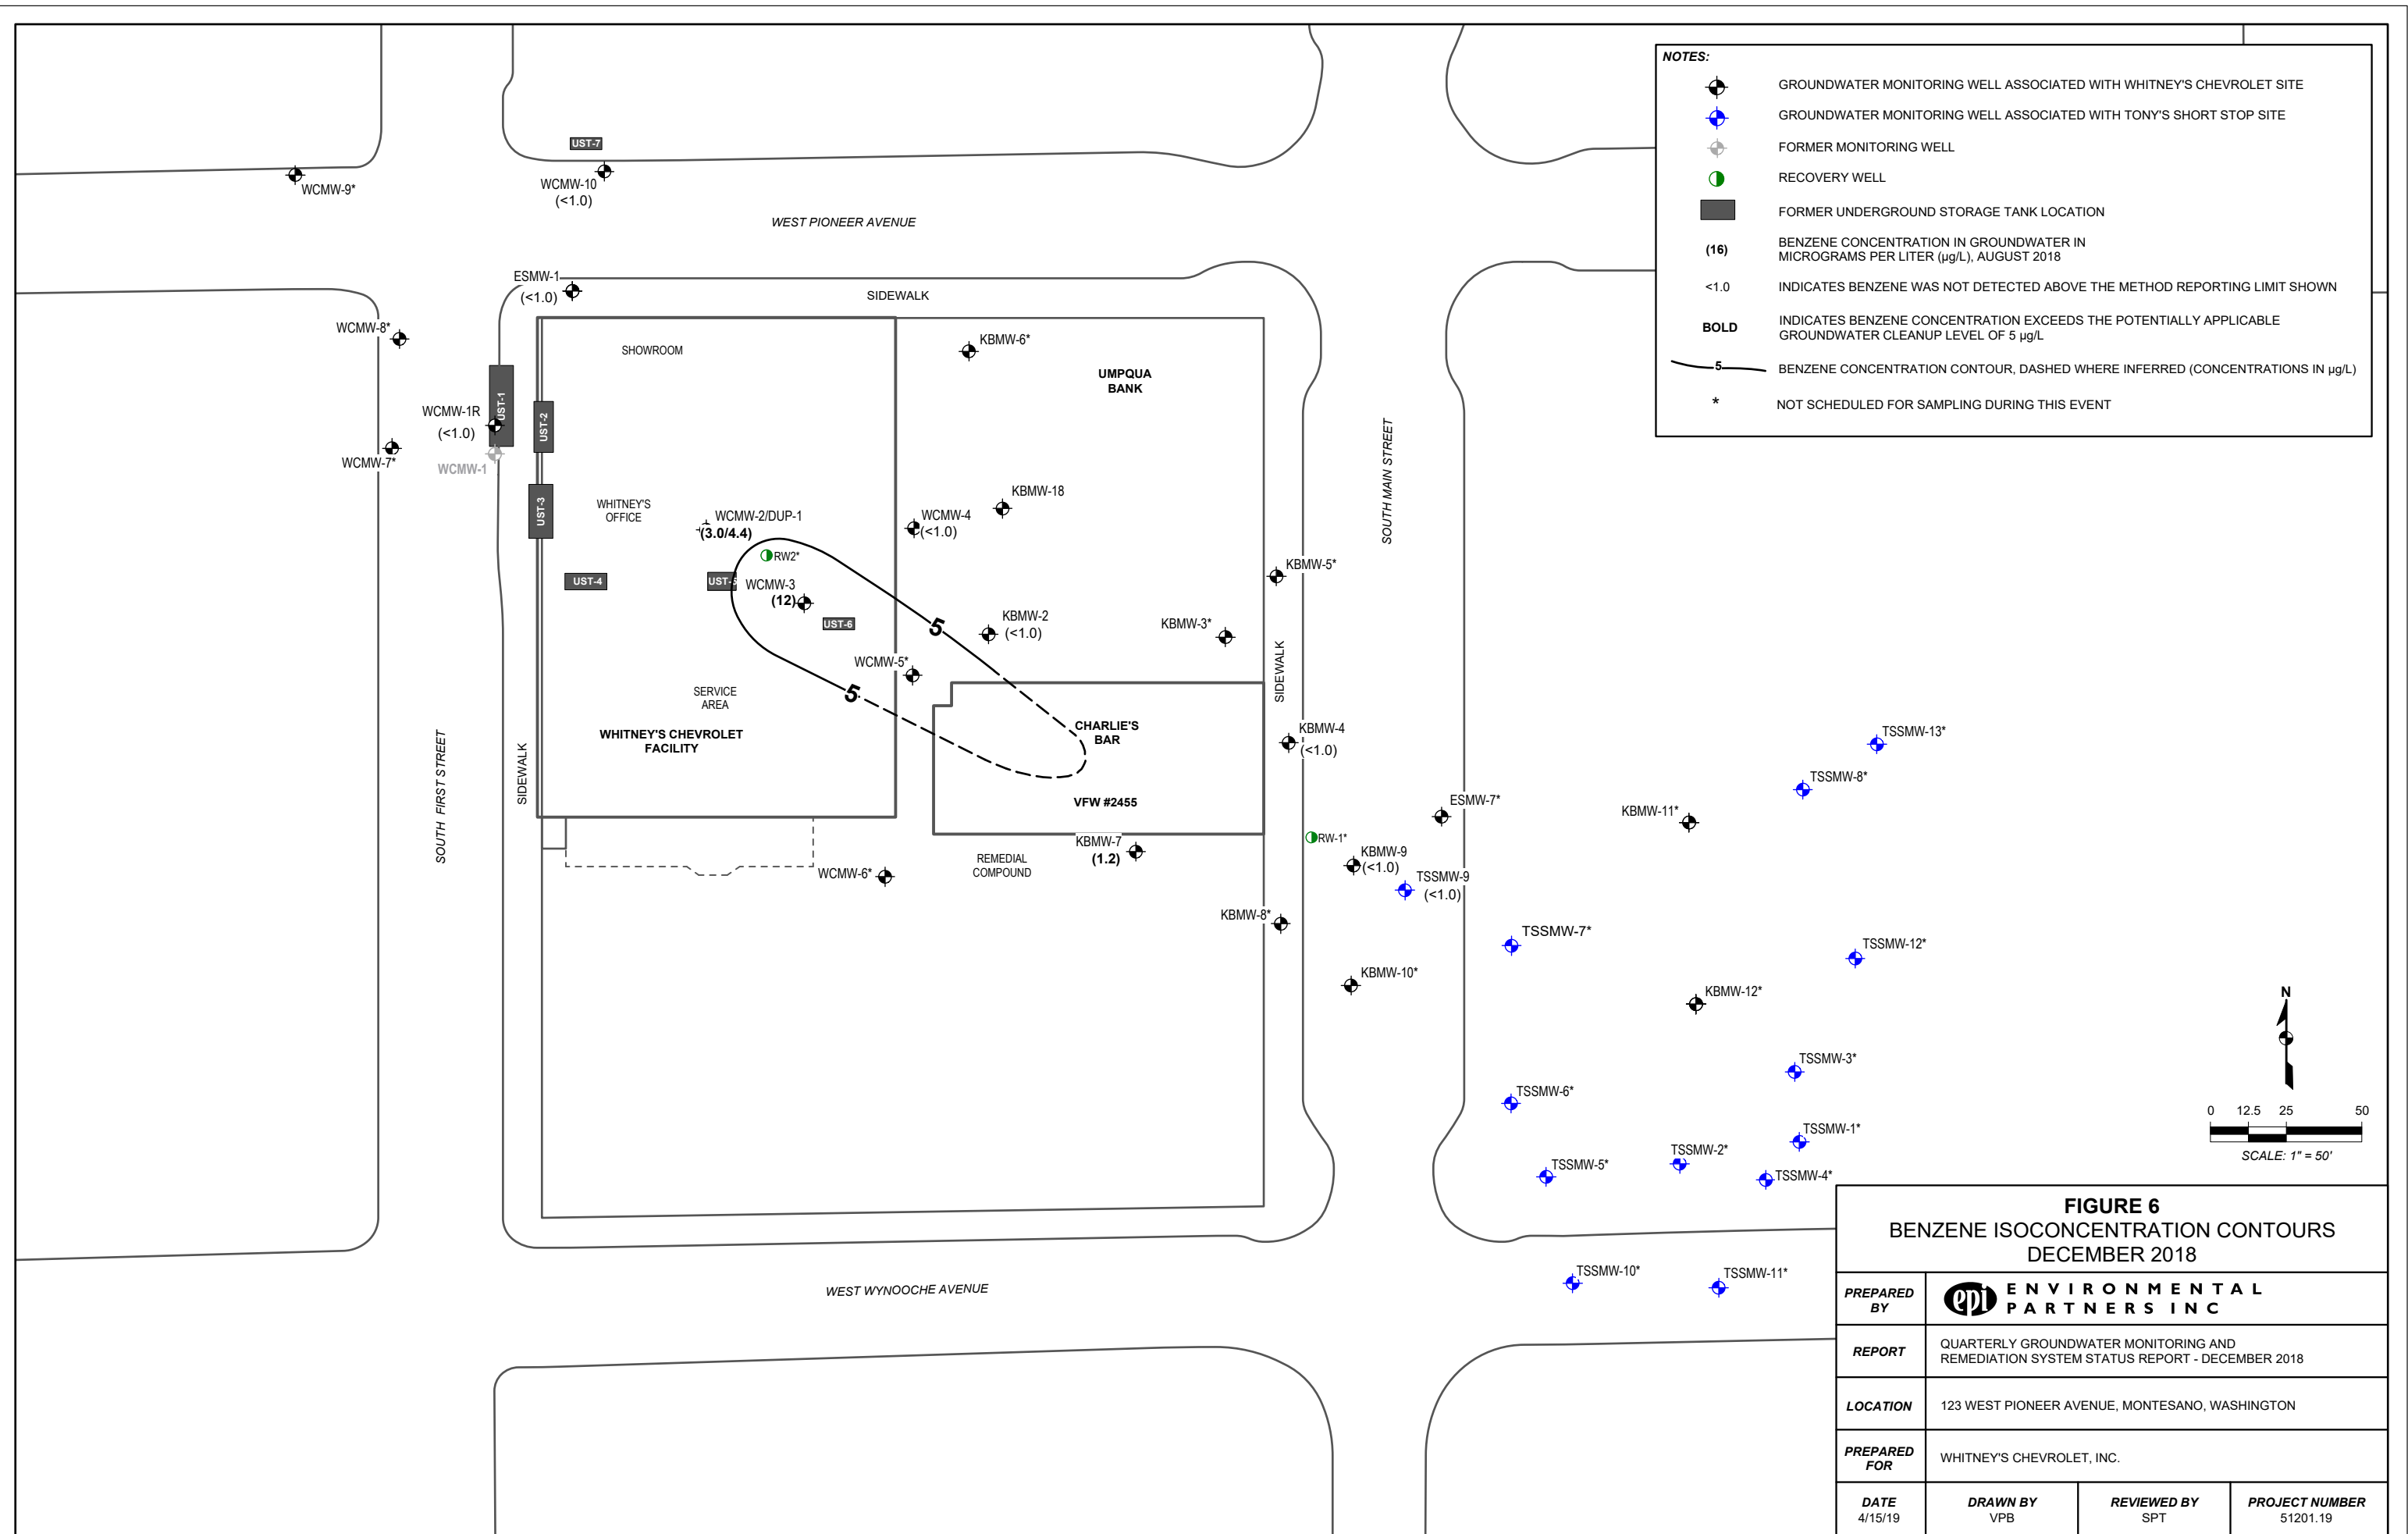 NOTES:
GROUNDWATER MONITORING WELL ASSOCIATED WITH WHITNEY'S CHEVROLET SITE
GROUNDWATER MONITORING WELL ASSOCIATED WITH TONY'S SHORT STOP SITE
FORMER MONITORING WELL
RECOVERY WELL
FORMER UNDERGROUND STORAGE TANK LOCATION
(16) BENZENE CONCENTRATION IN GROUNDWATER IN
MICROGRAMS PER LITER (µg/L), AUGUST 2018
<1.0 INDICATES BENZENE WAS NOT DETECTED ABOVE THE METHOD REPORTING LIMIT SHOWN
BOLD INDICATES BENZENE CONCENTRATION EXCEEDS THE POTENTIALLY APPLICABLE
GROUNDWATER CLEANUP LEVEL OF 5 µg/L
5 BENZENE CONCENTRATION CONTOUR, DASHED WHERE INFERRED (CONCENTRATIONS IN µg/L)
* NOT SCHEDULED FOR SAMPLING DURING THIS EVENT
UST-7
WCMW-9*
WCMW-10
(<1.0)
WEST PIONEER AVENUE
ESMW-1
(<1.0)
SIDEWALK
WCMW-8*
SHOWROOM
KBMW-6*
UMPQUA
BANK
UST-1
UST-2
WCMW-1R
(<1.0)
WCMW-7*
WCMW-1
SOUTH MAIN STREET
UST-3
WHITNEY'S
OFFICE
KBMW-18
WCMW-2/DUP-1
(3.0/4.4)
WCMW-4
(<1.0)
RW2*
KBMW-5*
UST-4
UST-5
WCMW-3
(12)
UST-6
5
KBMW-2
(<1.0)
KBMW-3*
WCMW-5*
SIDEWALK
5
SERVICE
AREA
WHITNEY'S CHEVROLET
FACILITY
CHARLIE'S
BAR
KBMW-4
(<1.0)
TSSMW-13*
SOUTH FIRST STREET
SIDEWALK
TSSMW-8*
VFW #2455
ESMW-7*
KBMW-11*
RW-1*
KBMW-7
(1.2)
REMEDIAL
COMPOUND
KBMW-9
(<1.0)
WCMW-6*
TSSMW-9
(<1.0)
KBMW-8*
TSSMW-7*
TSSMW-12*
KBMW-10*
KBMW-12*
N
TSSMW-3*
TSSMW-6*
0 12.5 25 50
SCALE: 1" = 50'
TSSMW-1*
TSSMW-2*
TSSMW-5*
TSSMW-4*
WEST WYNOOCHE AVENUE
TSSMW-10*
TSSMW-11*
FIGURE 6
BENZENE ISOCONCENTRATION CONTOURS
DECEMBER 2018
PREPARED
BY
epi ENVIRONMENTAL
PARTNERS INC
REPORT
QUARTERLY GROUNDWATER MONITORING AND
REMEDIATION SYSTEM STATUS REPORT - DECEMBER 2018
LOCATION
123 WEST PIONEER AVENUE, MONTESANO, WASHINGTON
PREPARED
FOR
WHITNEY'S CHEVROLET, INC.
DATE
4/15/19
DRAWN BY
VPB
REVIEWED BY
SPT
PROJECT NUMBER
51201.19